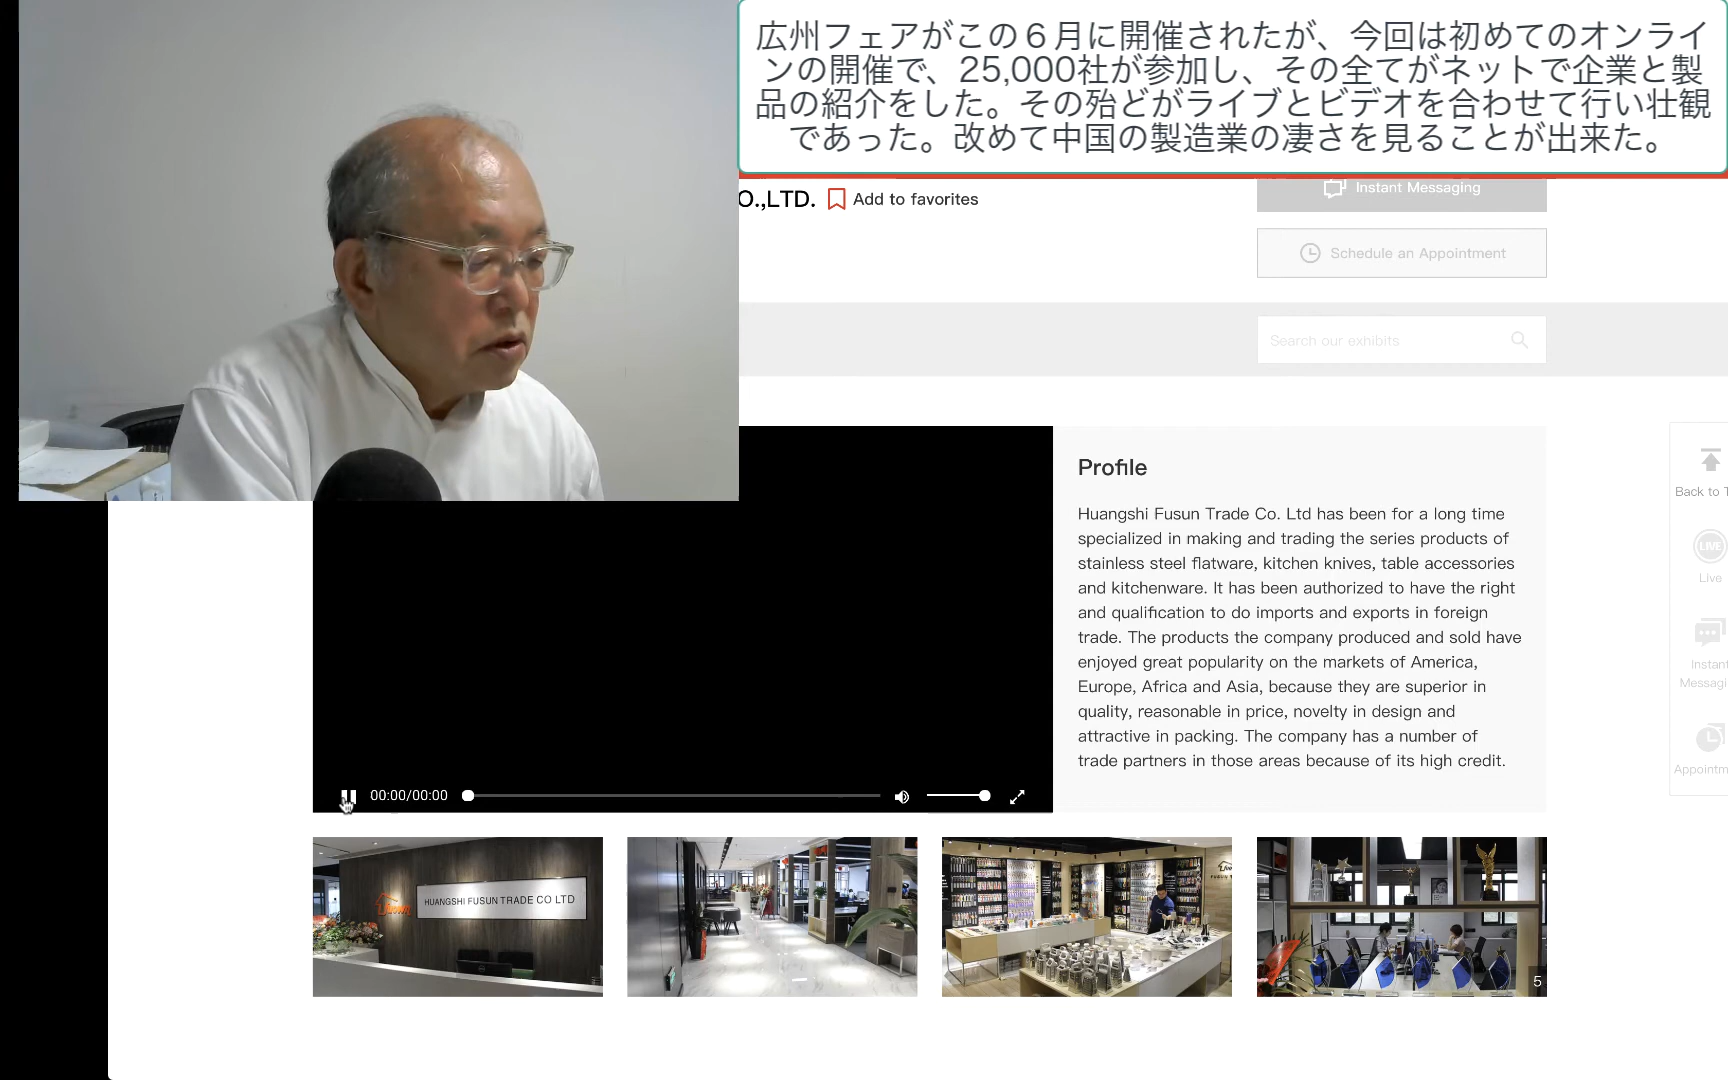 広州フェアがこの６月に開催されたが、今回は初めてのオンライ
ンの開催で、25,000社が参加し、その全てがネットで企業と製
品の紹介をした。その殆どがライブとビデオを合わせて行い壮観
であった。改めて中国の製造業の凄さを見ることが出来た。
Instant Messaging
O.,LTD.
Add to favorites
Schedule an Appointment
Search our exhibits
Profile
Huangshi Fusun Trade Co. Ltd has been for a long time
specialized in making and trading the series products of
stainless steel flatware, kitchen knives, table accessories
and kitchenware. It has been authorized to have the right
and qualification to do imports and exports in foreign
trade. The products the company produced and sold have
enjoyed great popularity on the markets of America,
Europe, Africa and Asia, because they are superior in
quality, reasonable in price, novelty in design and
attractive in packing. The company has a number of
trade partners in those areas because of its high credit.
Back to T
LIVE
Live
Instant
Messagi
Appointm
00:00/00:00
HUANGSHI FUSUN TRADE CO LTD
FUSUN T
5